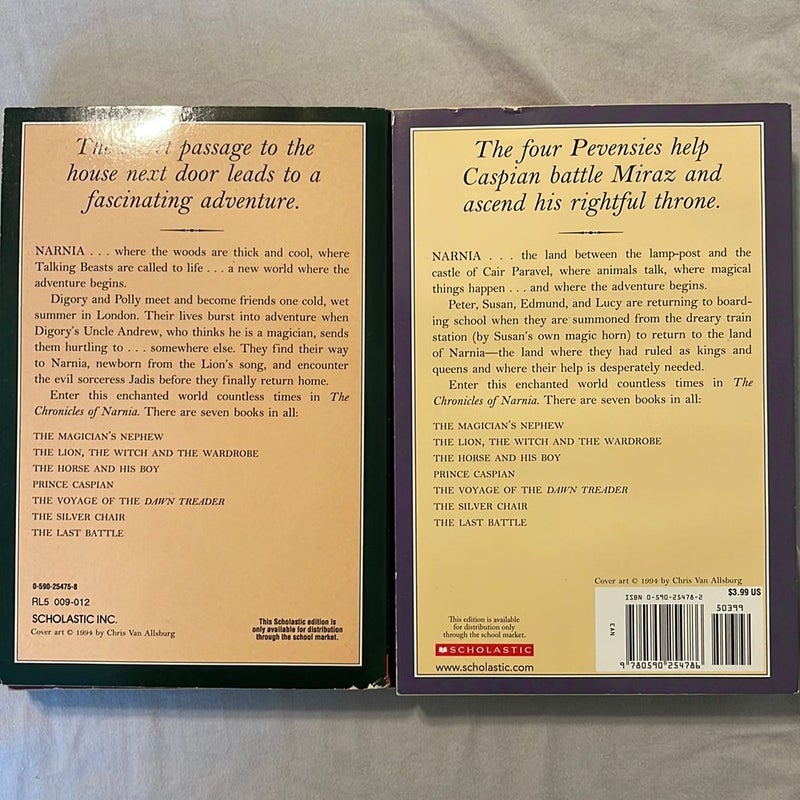 The passage to the
house next door leads to a
fascinating adventure.
NARNIA . . . where the woods are thick and cool, where
Talking Beasts are called to life . . . a new world where the
adventure begins.
Digory and Polly meet and become friends one cold, wet
summer in London. Their lives burst into adventure when
Digory's Uncle Andrew, who thinks he is a magician, sends
them hurtling to . . . somewhere else. They find their way
to Narnia, newborn from the Lion's song, and encounter
the evil sorceress Jadis before they finally return home.
Enter this enchanted world countless times in The
Chronicles of Narnia. There are seven books in all:
THE MAGICIAN'S NEPHEW
THE LION, THE WITCH AND THE WARDROBE
THE HORSE AND HIS BOY
PRINCE CASPIAN
THE VOYAGE OF THE DAWN TREADER
THE SILVER CHAIR
THE LAST BATTLE
0-590-25475-8
RL5 009-012
SCHOLASTIC INC.
Cover art © 1994 by Chris Van Allsburg
This Scholastic edition is
only available for distribution
through the school market.
The four Pevensies help
Caspian battle Miraz and
ascend his rightful throne.
NARNIA . . . the land between the lamp-post and the
castle of Cair Paravel, where animals talk, where magical
things happen . . . and where the adventure begins.
Peter, Susan, Edmund, and Lucy are returning to board-
ing school when they are summoned from the dreary train
station (by Susan's own magic horn) to return to the land
of Narnia—the land where they had ruled as kings and
queens and where their help is desperately needed.
Enter this enchanted world countless times in The
Chronicles of Narnia. There are seven books in all:
THE MAGICIAN'S NEPHEW
THE LION, THE WITCH AND THE WARDROBE
THE HORSE AND HIS BOY
PRINCE CASPIAN
THE VOYAGE OF THE DAWN TREADER
THE SILVER CHAIR
THE LAST BATTLE
Cover art © 1994 by Chris Van Allsburg
$3.99 US
ISBN 0-590-25478-2
50399
EAN
9 780590 254786
This edition is available
for distribution only
through the school market.
SCHOLASTIC
www.scholastic.com